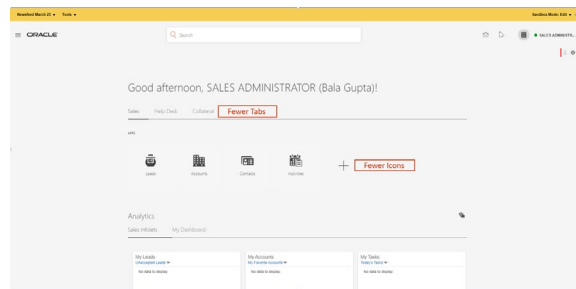 Newsfeed March 23 Tools Sandbox Mode: Edit
ORACLE Search SALES ADMINISTR...
Good afternoon, SALES ADMINISTRATOR (Bala Gupta)!
Sales Help Desk Collateral Fewer Tabs
APPS
Leads Accounts Contacts Activities Fewer Icons
Analytics
Sales Infolets My Dashboard
My Leads My Accounts My Tasks
Unaccepted Leads My Favorite Accounts Today's Tasks
No data to display No data to display No data to display